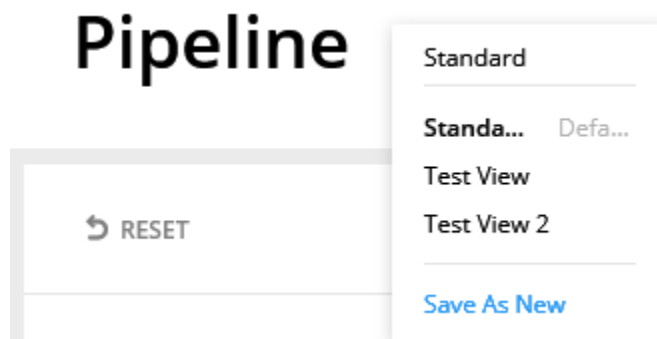 Pipeline
RESET
Standard
Standa... Defa...
Test View
Test View 2
Save As New